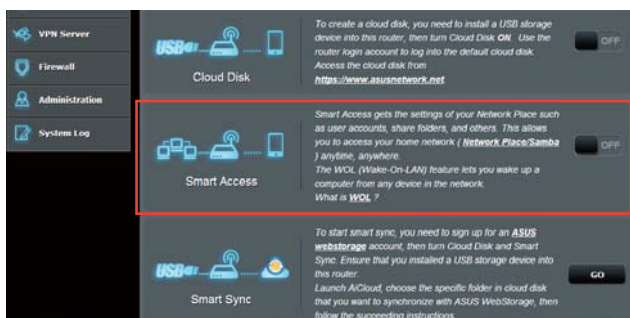 VPN Server
Firewall
Administration
System Log
USB
Cloud Disk
To create a cloud disk, you need to install a USB storage
device into this router, then turn Cloud Disk ON . Use the
router login account to log into the default cloud disk.
Access the cloud disk from
https://www.asusnetwork.net
OFF
Smart Access
Smart Access gets the settings of your Network Place such
as user accounts, share folders, and others. This allows
you to access your home network ( Network Place/Samba
) anytime, anywhere.
The WOL (Wake-On-LAN) feature lets you wake up a
computer from any device in the network.
What is WOL ?
OFF
USB
Smart Sync
To start smart sync, you need to sign up for an ASUS
webstorage account, then turn Cloud Disk and Smart
Sync. Ensure that you installed a USB storage device into
this router.
Launch AiCloud, choose the specific folder in cloud disk
that you want to synchronize with ASUS WebStorage, then
follow the succeeding instructions.
GO